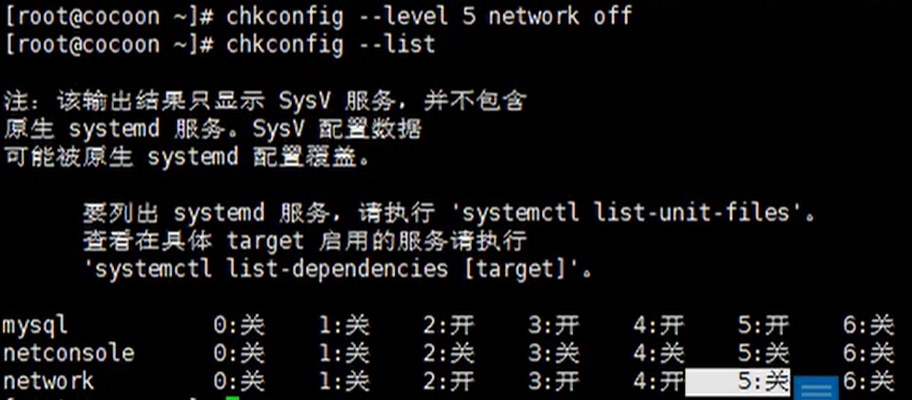 [root@cocoon ~]# chkconfig --level 5 network off
[root@cocoon ~]# chkconfig --list
注：该输出结果只显示 SysV 服务，并不包含
原生 systemd 服务。SysV 配置数据
可能被原生 systemd 配置覆盖。
要列出 systemd 服务，请执行 'systemctl list-unit-files'。
查看在具体 target 启用的服务请执行
'systemctl list-dependencies [target]'。
mysql 0:关 1:关 2:开 3:开 4:开 5:开 6:关
netconsole 0:关 1:关 2:关 3:关 4:关 5:关 6:关
network 0:关 1:关 2:开 3:开 4:开 5:关 6:关